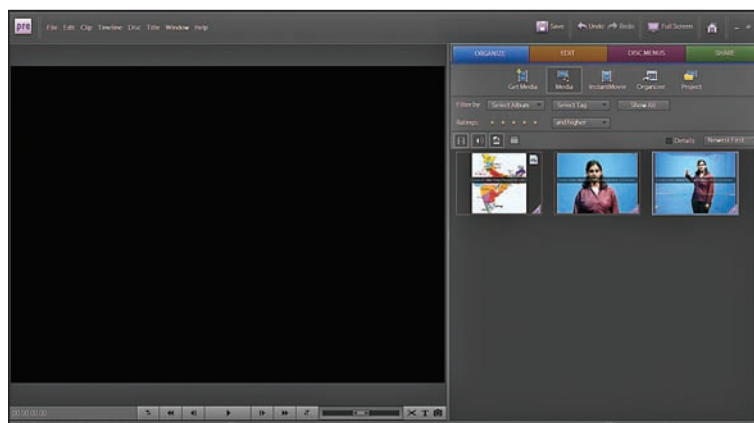 pre File Edit Clip Timeline Disc Title Window Help Save Undo Redo Full Screen
ORGANIZE EDIT DISC MENUS SHARE
Get Media Media InstantMovie Organizer Project
Filter by: Select Album Select Tag Show All
Ratings: and higher
Details Newest First
00;00;00;00 T